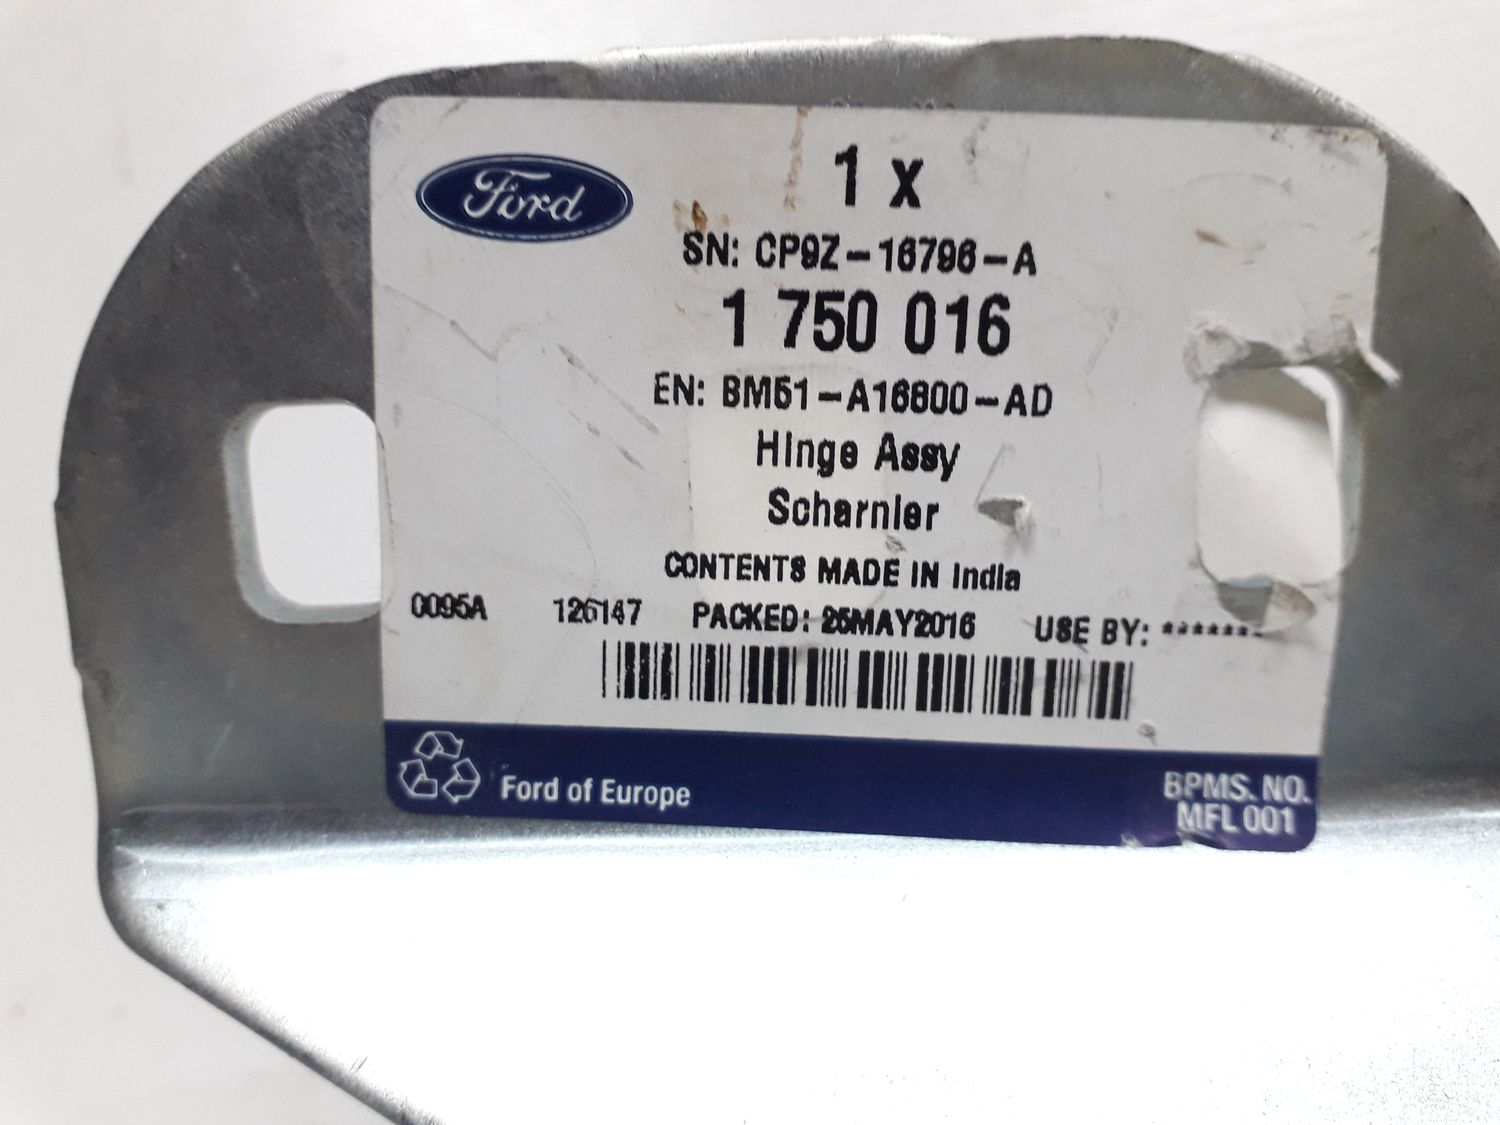 Ford
1 x
SN: CP9Z-16796-A
1 750 016
EN: BM51-A16800-AD
Hinge Assy
Scharnier
CONTENTS MADE IN India
0095A 126147 PACKED: 25MAY2016 USE BY: *******
Ford of Europe
BPMS. NO.
MFL 001